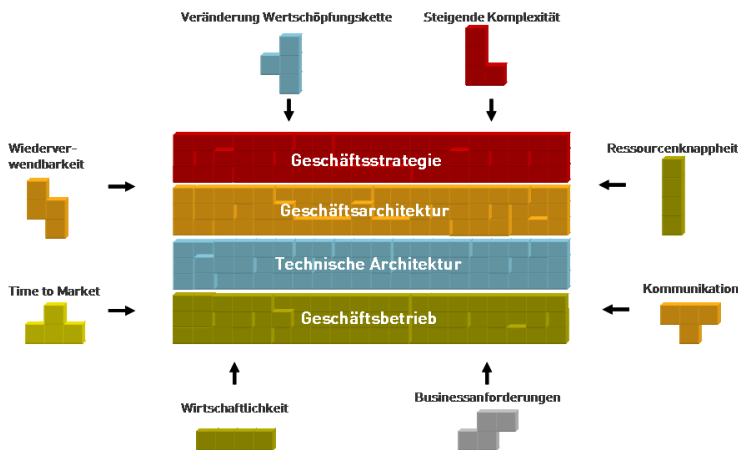 Veränderung Wertschöpfungskette
Steigende Komplexität
Wiederver-
wendbarkeit
Ressourcenknappheit
Geschäftsstrategie
Geschäftsarchitektur
Technische Architektur
Time to Market
Kommunikation
Geschäftsbetrieb
Wirtschaftlichkeit
Businessanforderungen